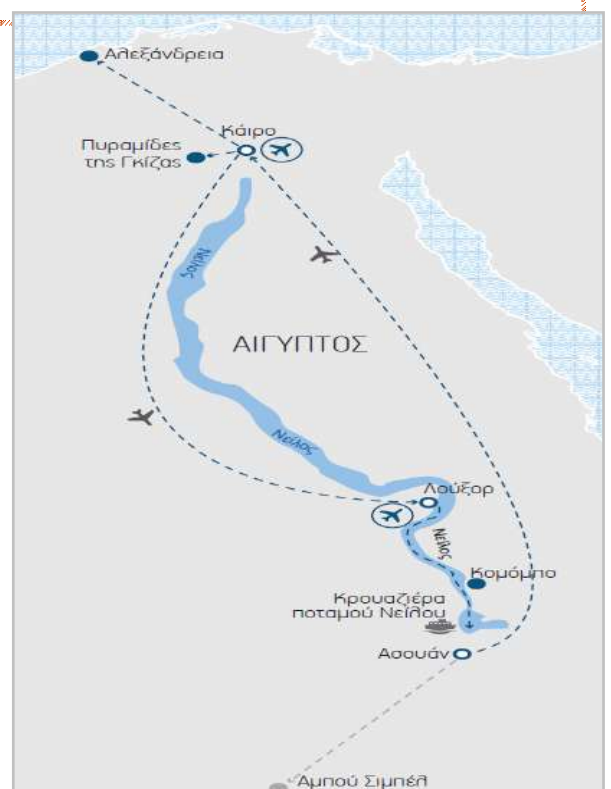 Αλεξάνδρεια
Κάιρο
Πυραμίδες
της Γκίζας
Νείλος
ΑΙΓΥΠΤΟΣ
Νείλος
Λούξορ
Νείλος
Κομόμπο
Κρουαζιέρα
ποταμού Νείλου
Ασουάν
Αμπού Σιμπέλ